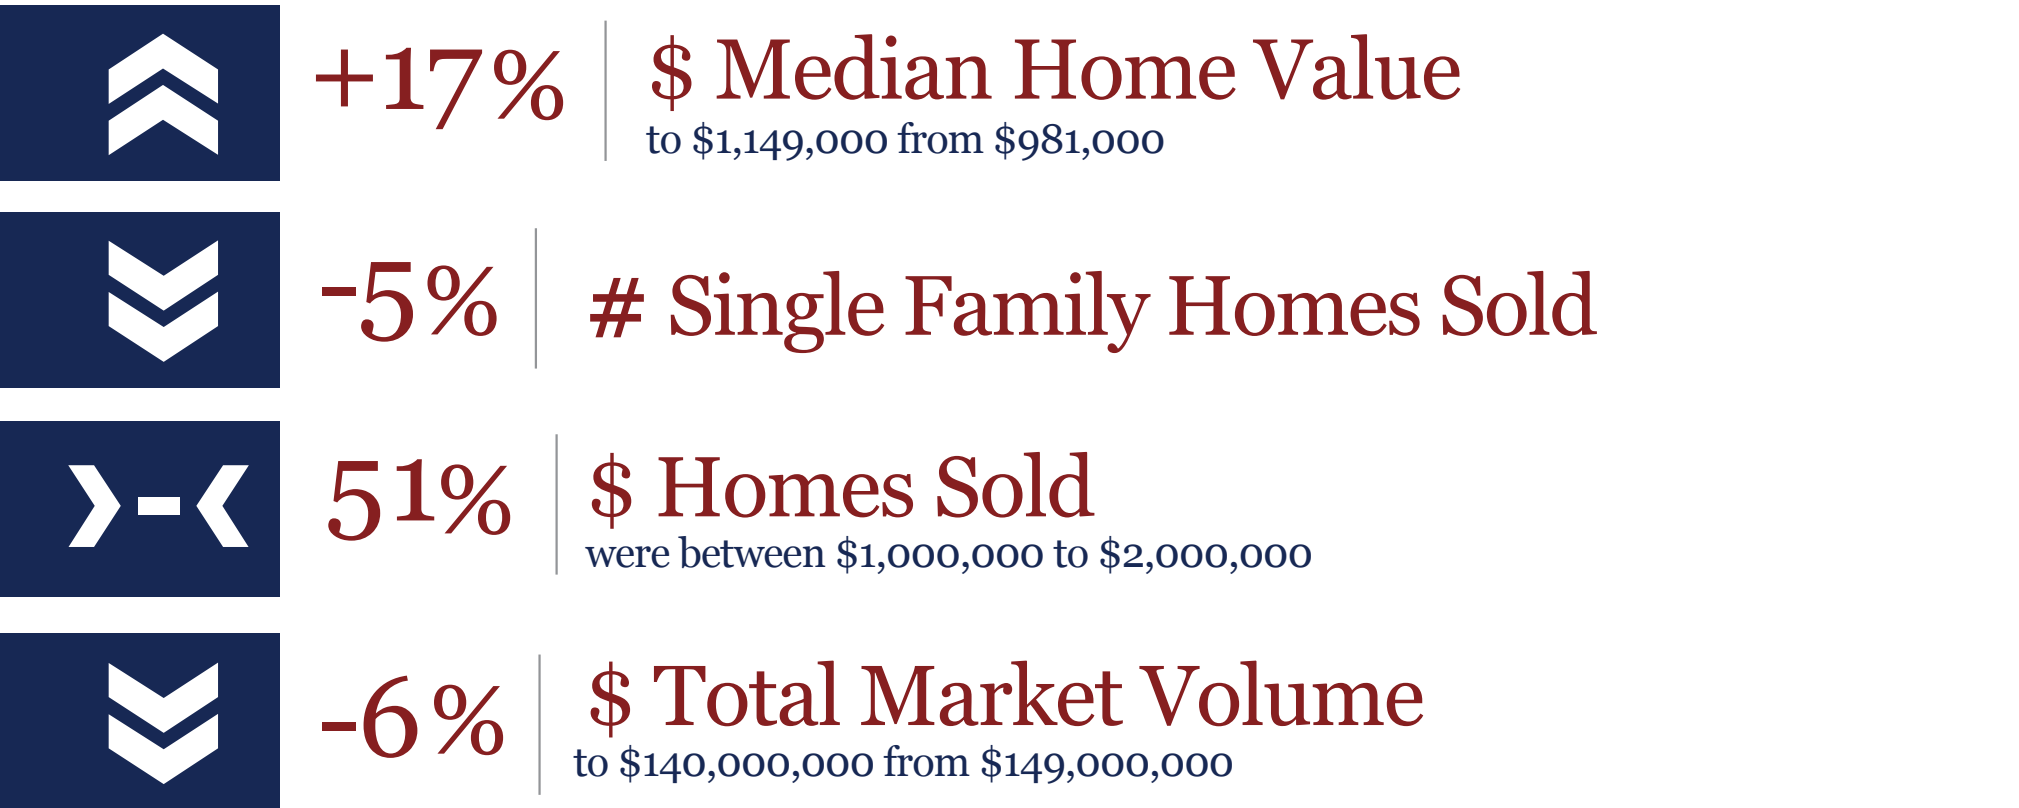 +17% $ Median Home Value
to $1,149,000 from $981,000
-5% # Single Family Homes Sold
51% $ Homes Sold
were between $1,000,000 to $2,000,000
-6% $ Total Market Volume
to $140,000,000 from $149,000,000